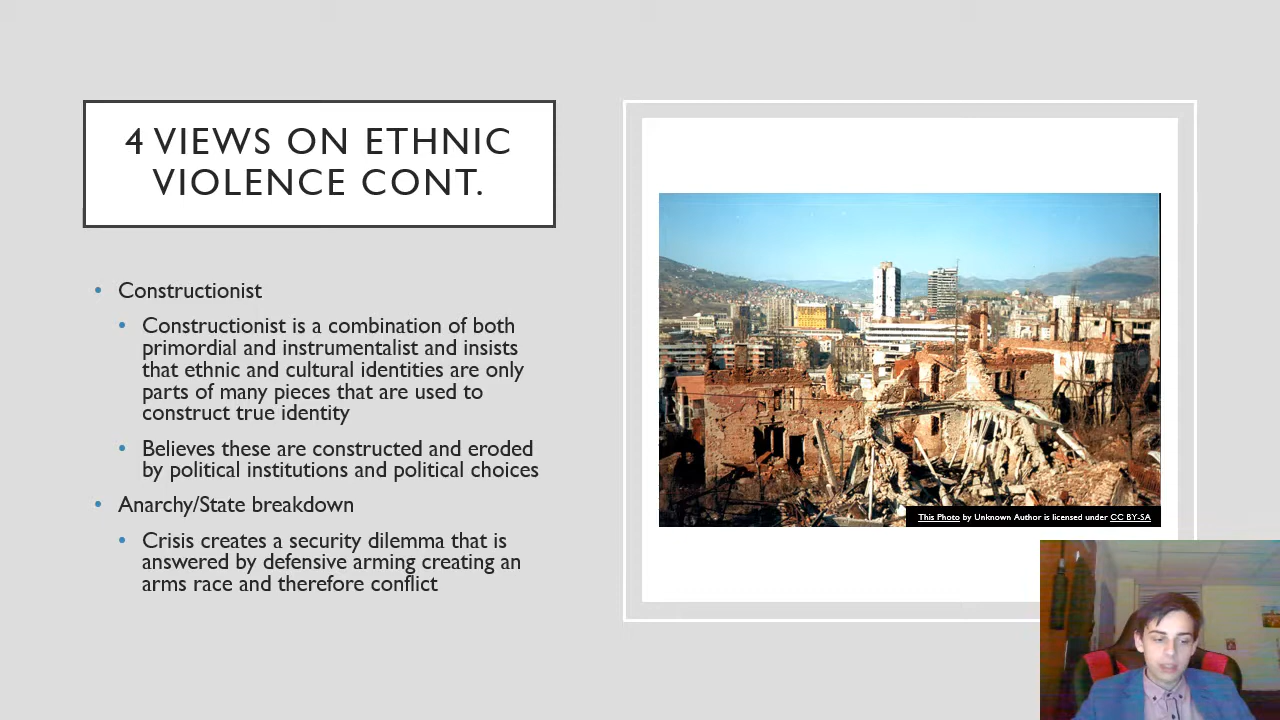 4 VIEWS ON ETHNIC
VIOLENCE CONT.
• Constructionist
• Constructionist is a combination of both
primordial and instrumentalist and insists
that ethnic and cultural identities are only
parts of many pieces that are used to
construct true identity
• Believes these are constructed and eroded
by political institutions and political choices
• Anarchy/State breakdown
• Crisis creates a security dilemma that is
answered by defensive arming creating an
arms race and therefore conflict
This Photo by Unknown Author is licensed under CC BY-SA